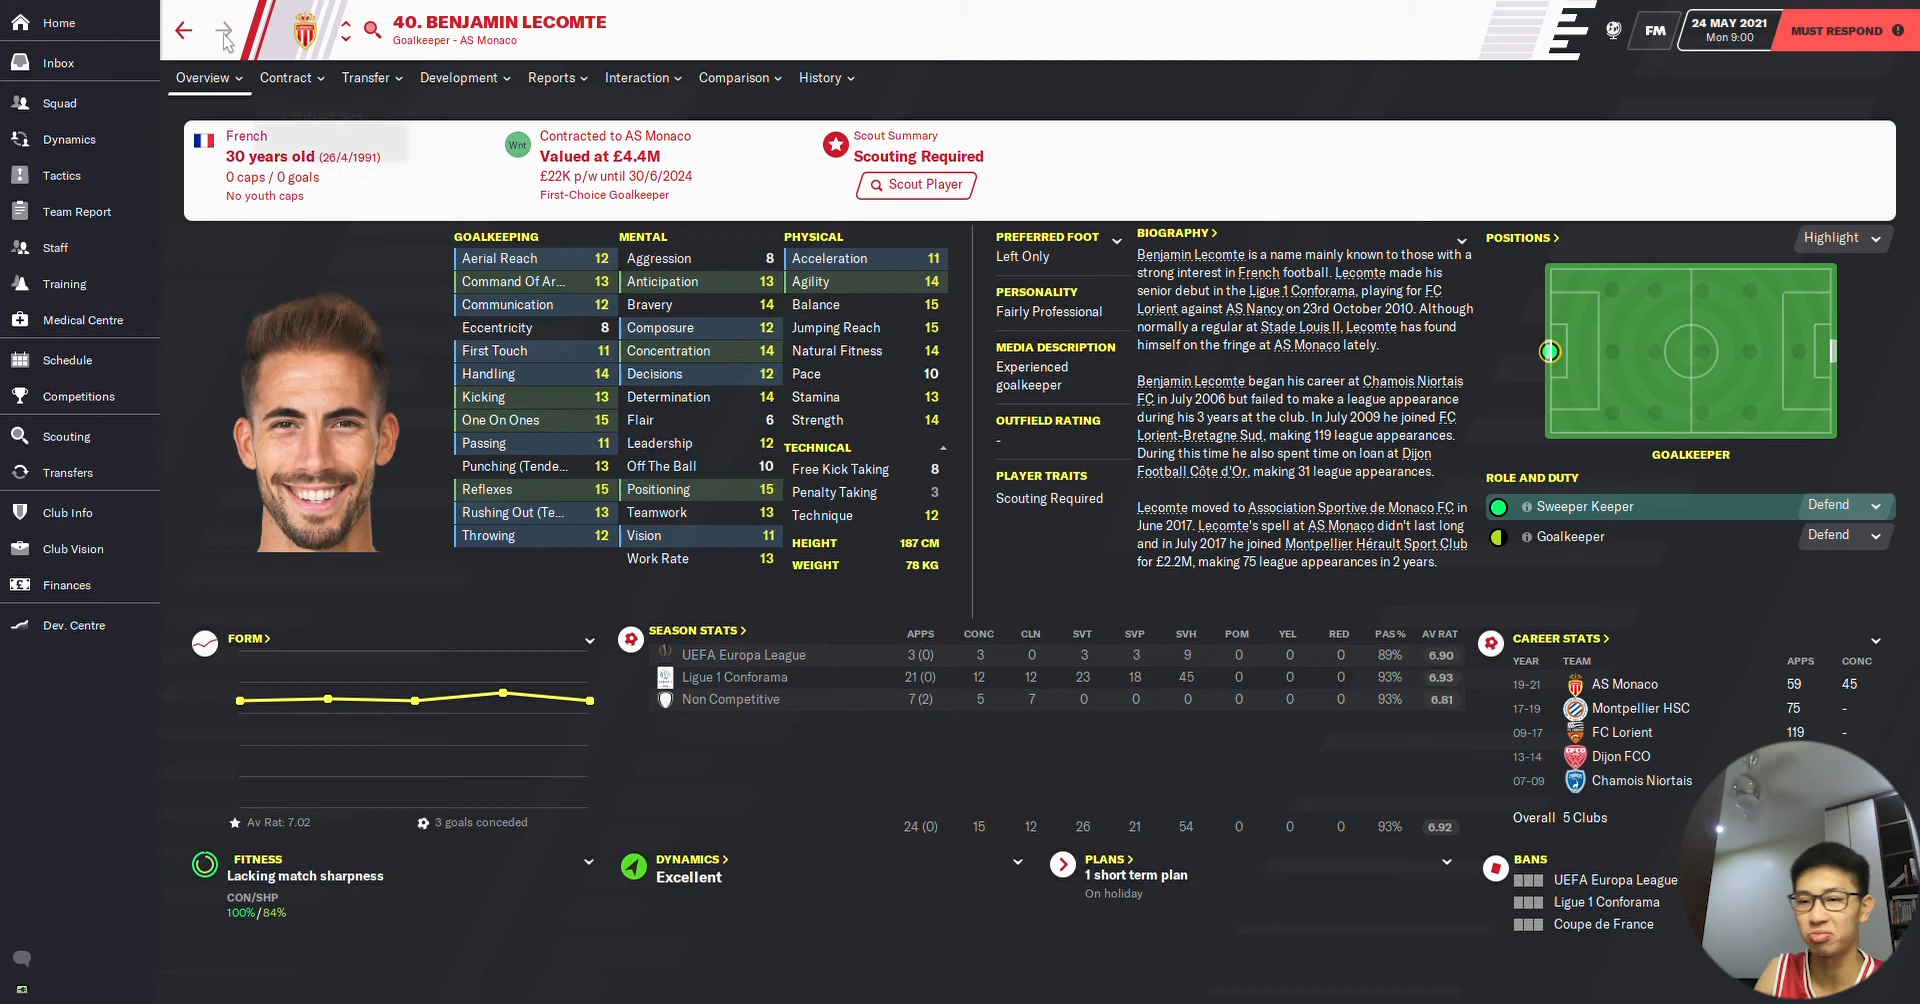 Home
Inbox
Squad
Dynamics
Tactics
Team Report
Staff
Training
Medical Centre
Schedule
Competitions
Scouting
Transfers
Club Info
Club Vision
Finances
Dev. Centre
40. BENJAMIN LECOMTE
Goalkeeper - AS Monaco
FM
24 MAY 2021
Mon 9:00
MUST RESPOND
Overview Contract Transfer Development Reports Interaction Comparison History
French
30 years old (26/4/1991)
0 caps / 0 goals
No youth caps
Wnt
Contracted to AS Monaco
Valued at £4.4M
£22K p/w until 30/6/2024
First-Choice Goalkeeper
Scout Summary
Scouting Required
Scout Player
GOALKEEPING
Aerial Reach 12
Command Of Ar... 13
Communication 12
Eccentricity 8
First Touch 11
Handling 14
Kicking 13
One On Ones 15
Passing 11
Punching (Tende... 13
Reflexes 15
Rushing Out (Te... 13
Throwing 12
MENTAL
Aggression 8
Anticipation 13
Bravery 14
Composure 12
Concentration 14
Decisions 12
Determination 14
Flair 6
Leadership 12
Off The Ball 10
Positioning 15
Teamwork 13
Vision 11
Work Rate 13
PHYSICAL
Acceleration 11
Agility 14
Balance 15
Jumping Reach 15
Natural Fitness 14
Pace 10
Stamina 13
Strength 14
TECHNICAL
Free Kick Taking 8
Penalty Taking 3
Technique 12
HEIGHT 187 CM
WEIGHT 78 KG
PREFERRED FOOT
Left Only
PERSONALITY
Fairly Professional
MEDIA DESCRIPTION
Experienced
goalkeeper
OUTFIELD RATING
-
PLAYER TRAITS
Scouting Required
BIOGRAPHY >
Benjamin Lecomte is a name mainly known to those with a
strong interest in French football. Lecomte made his
senior debut in the Ligue 1 Conforama, playing for FC
Lorient against AS Nancy on 23rd October 2010. Although
normally a regular at Stade Louis II, Lecomte has found
himself on the fringe at AS Monaco lately.
Benjamin Lecomte began his career at Chamois Niortais
FC in July 2006 but failed to make a league appearance
during his 3 years at the club. In July 2009 he joined FC
Lorient-Bretagne Sud, making 119 league appearances.
During this time he also spent time on loan at Dijon
Football Côte d'Or, making 31 league appearances.
Lecomte moved to Association Sportive de Monaco FC in
June 2017. Lecomte's spell at AS Monaco didn't last long
and in July 2017 he joined Montpellier Hérault Sport Club
for £2.2M, making 75 league appearances in 2 years.
POSITIONS >
Highlight
GOALKEEPER
ROLE AND DUTY
Sweeper Keeper Defend
Goalkeeper Defend
FORM >
Av Rat: 7.02
3 goals conceded
SEASON STATS > APPS CONC CLN SVT SVP SVH POM YEL RED PAS% AV RAT
UEFA Europa League 3 (0) 3 0 3 3 9 0 0 0 89% 6.90
Ligue 1 Conforama 21 (0) 12 12 23 18 45 0 0 0 93% 6.93
Non Competitive 7 (2) 5 7 0 0 0 0 0 0 93% 6.81
24 (0) 15 12 26 21 54 0 0 0 93% 6.92
CAREER STATS >
YEAR TEAM APPS CONC
19-21 AS Monaco 59 45
17-19 Montpellier HSC 75 -
09-17 FC Lorient 119 -
13-14 Dijon FCO
07-09 Chamois Niortais
Overall 5 Clubs
FITNESS
Lacking match sharpness
CON/SHP
100% / 84%
DYNAMICS >
Excellent
PLANS >
1 short term plan
On holiday
BANS
UEFA Europa League
Ligue 1 Conforama
Coupe de France